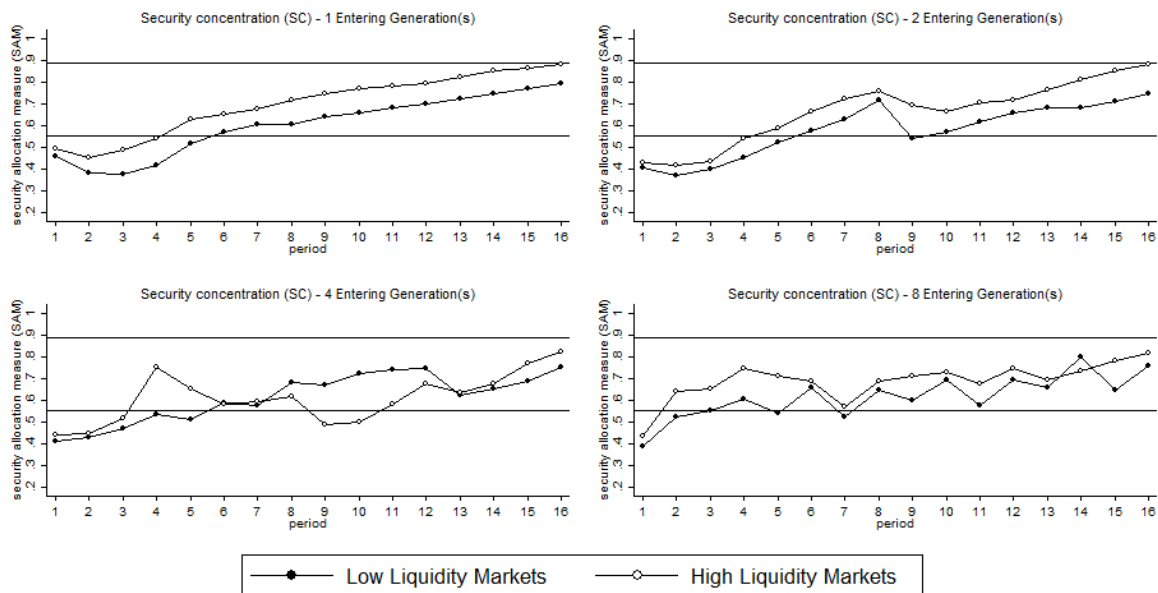 Security concentration (SC) - 1 Entering Generation(s)
security allocation measure (SAM)
.2 .3 .4 .5 .6 .7 .8 .9 1
1 2 3 4 5 6 7 8 9 10 11 12 13 14 15 16
period
Security concentration (SC) - 2 Entering Generation(s)
security allocation measure (SAM)
.2 .3 .4 .5 .6 .7 .8 .9 1
1 2 3 4 5 6 7 8 9 10 11 12 13 14 15 16
period
Security concentration (SC) - 4 Entering Generation(s)
security allocation measure (SAM)
.2 .3 .4 .5 .6 .7 .8 .9 1
1 2 3 4 5 6 7 8 9 10 11 12 13 14 15 16
period
Security concentration (SC) - 8 Entering Generation(s)
security allocation measure (SAM)
.2 .3 .4 .5 .6 .7 .8 .9 1
1 2 3 4 5 6 7 8 9 10 11 12 13 14 15 16
period
Low Liquidity Markets
High Liquidity Markets